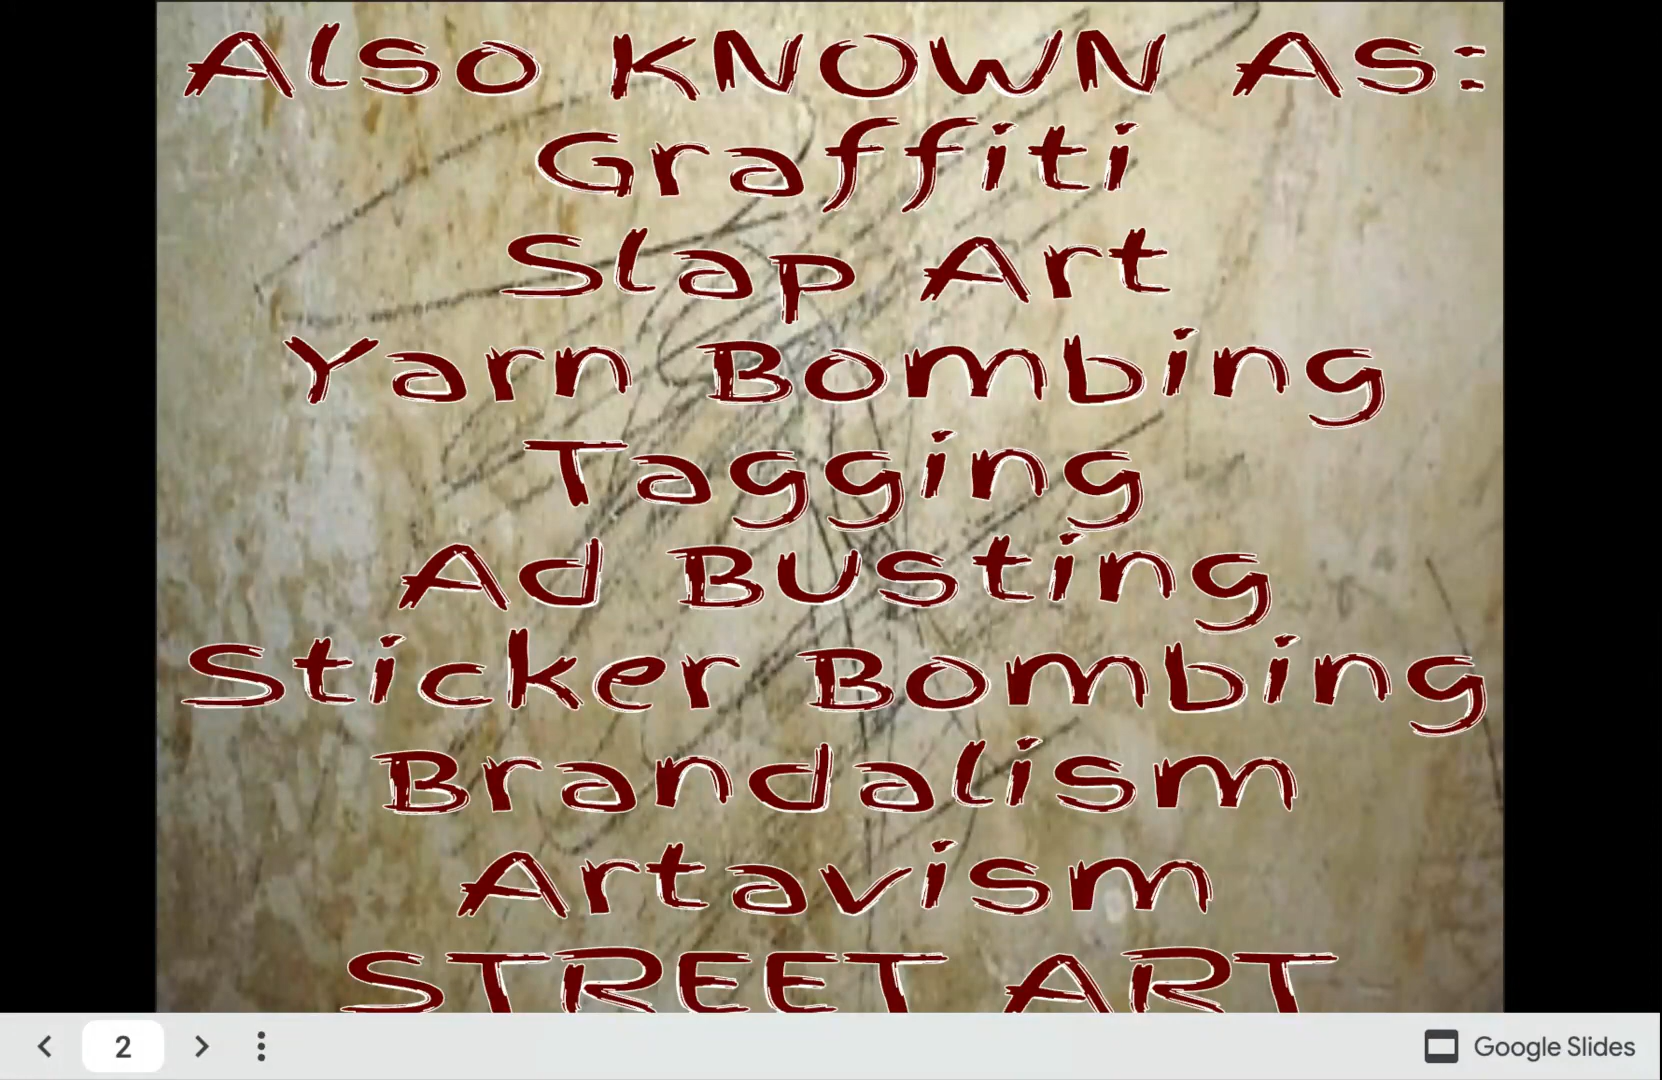 Also KNOWN As:
Graffiti
Slap Art
Yarn Bombing
Tagging
Ad Busting
Sticker Bombing
Brandalism
Artavism
STREET ART
2
Google Slides